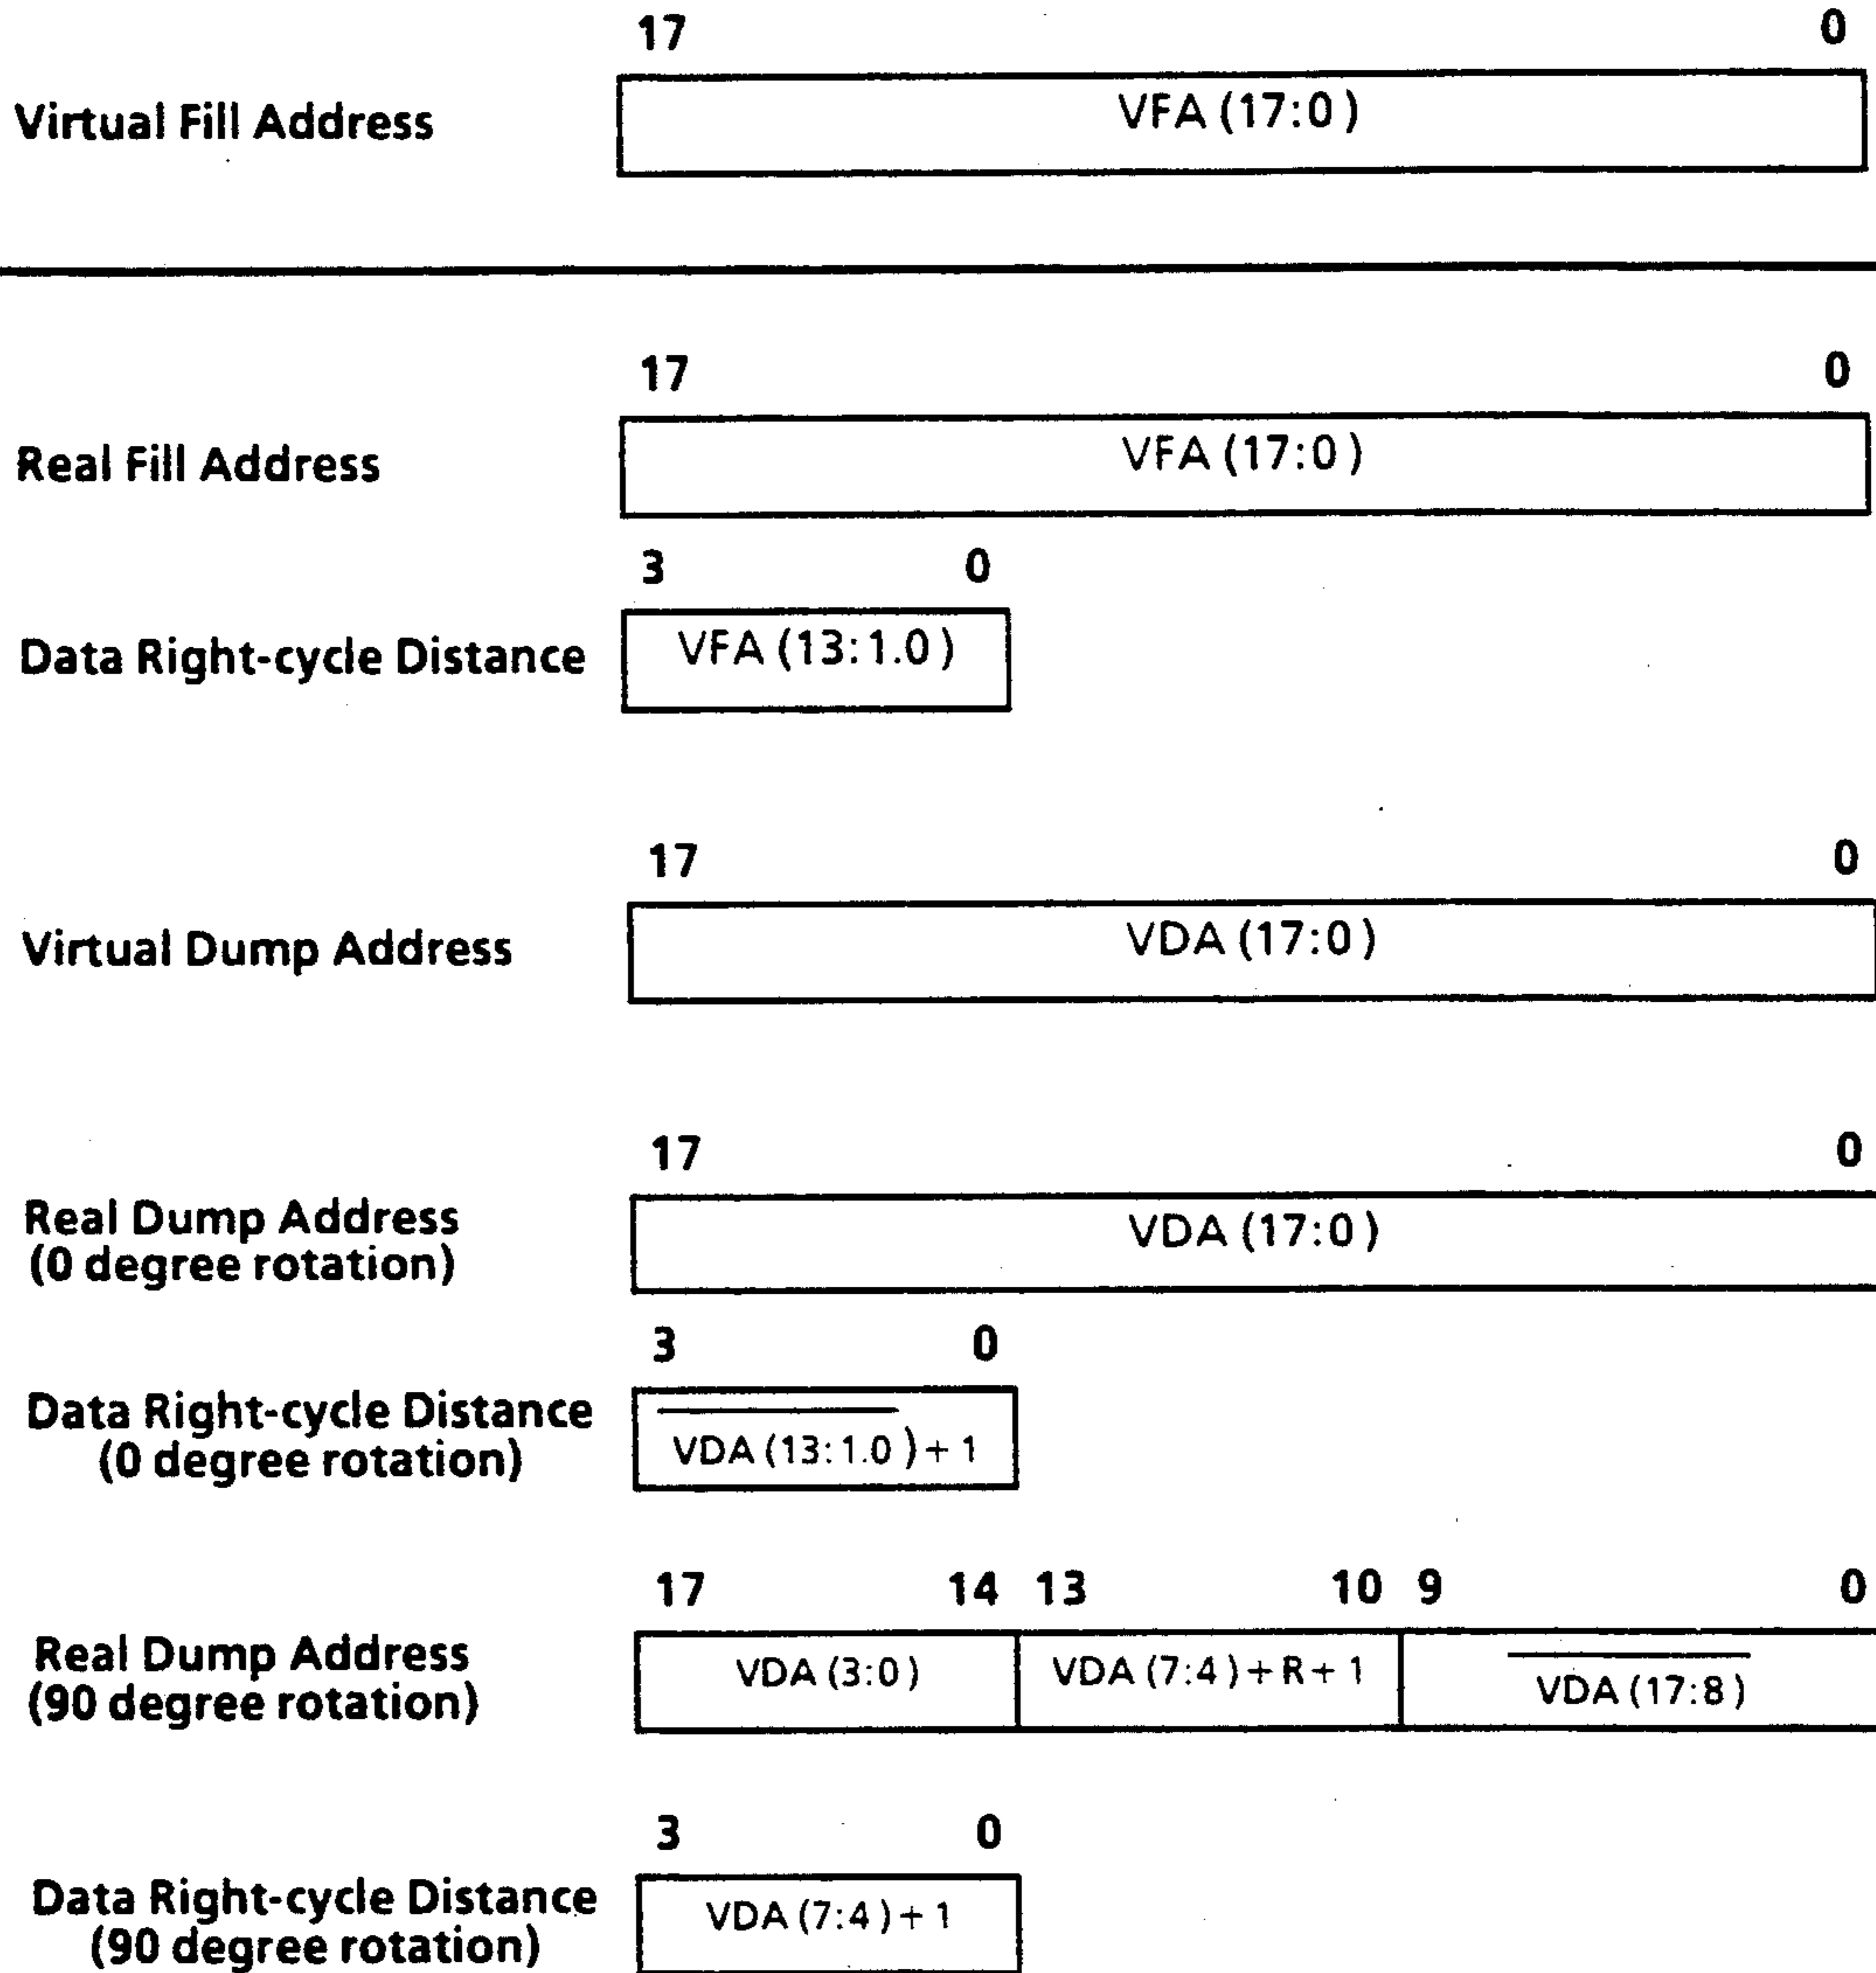 17 0
Virtual Fill Address VFA (17:0)
17 0
Real Fill Address VFA (17:0)
3 0
Data Right-cycle Distance VFA (13:1.0)
17 0
Virtual Dump Address VDA (17:0)
17 0
Real Dump Address
(0 degree rotation)
VDA (17:0)
3 0
Data Right-cycle Distance
(0 degree rotation)
VDA (13:1.0) + 1
17 14 13 10 9 0
Real Dump Address
(90 degree rotation)
VDA (3:0) VDA (7:4) + R + 1 VDA (17:8)
3 0
Data Right-cycle Distance
(90 degree rotation)
VDA (7:4) + 1